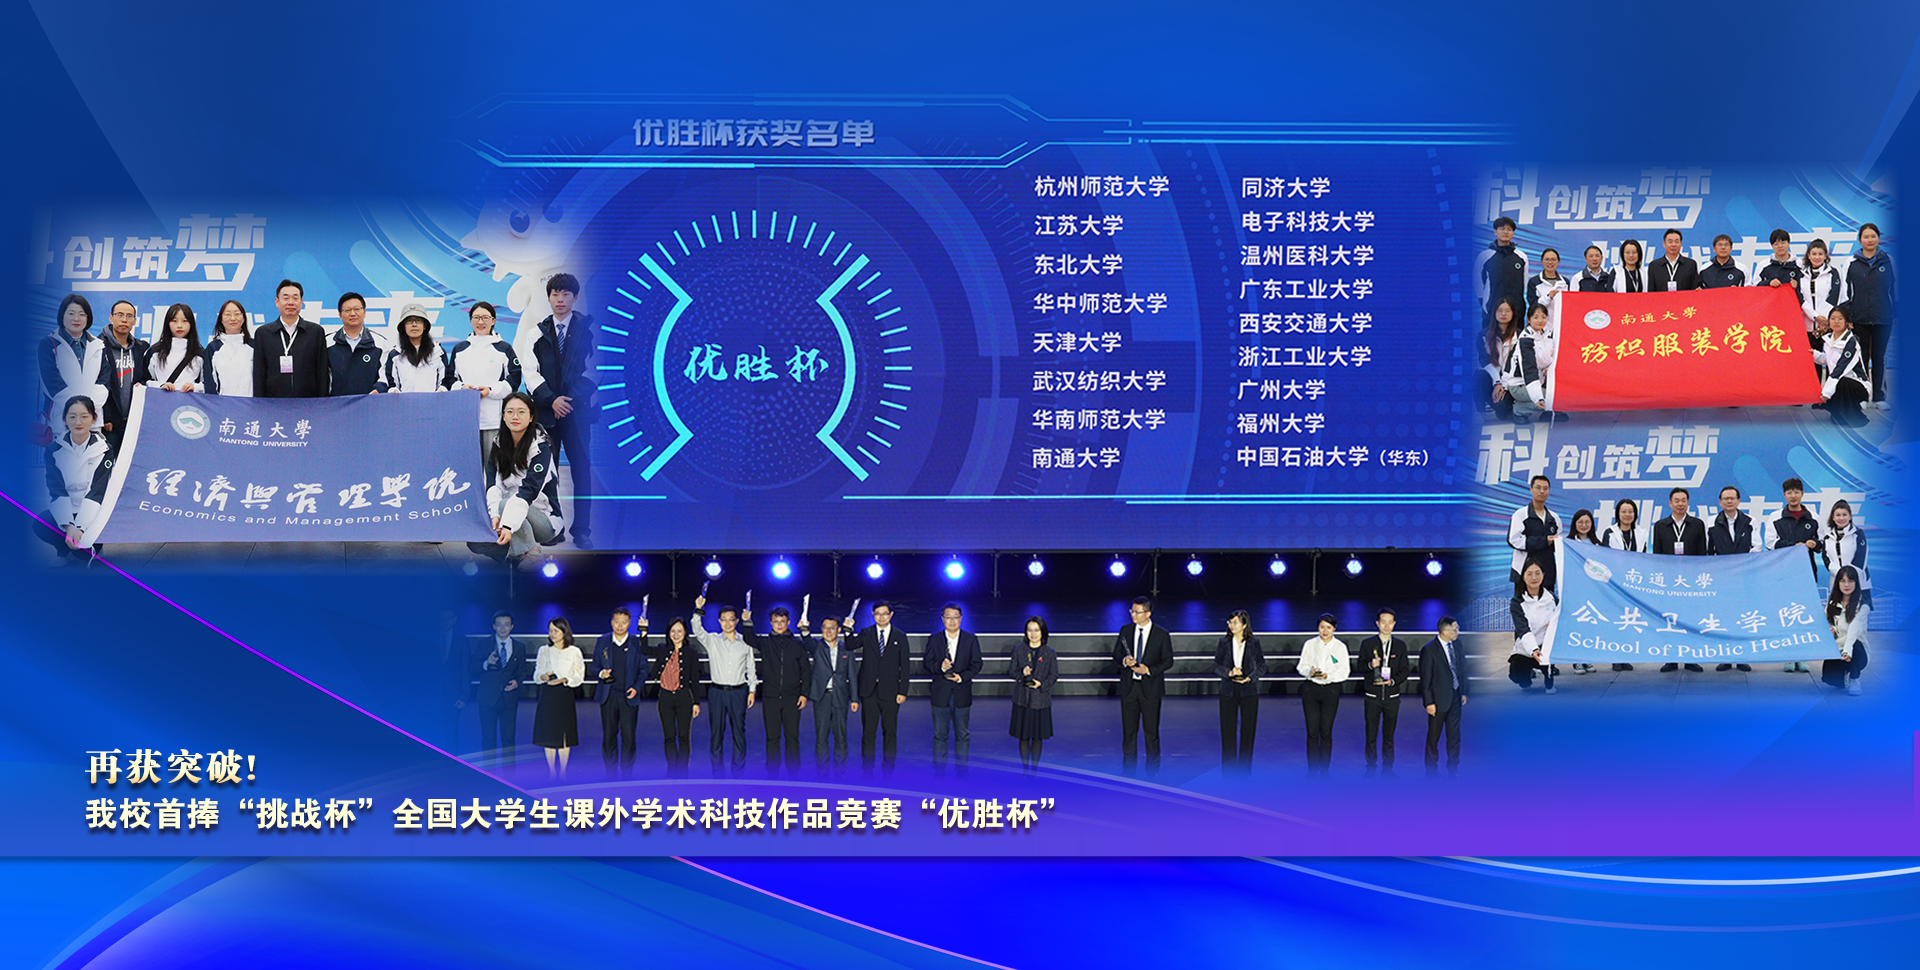 优胜杯获奖名单
杭州师范大学
江苏大学
东北大学
华中师范大学
天津大学
武汉纺织大学
华南师范大学
南通大学
同济大学
电子科技大学
温州医科大学
广东工业大学
西安交通大学
浙江工业大学
广州大学
福州大学
中国石油大学（华东）
优胜杯
科创筑梦
南通大學
NANTONG UNIVERSITY
经濟與管理學院
Economics and Management School
科创筑梦
南通大學
纺织服装学院
科创筑梦
南通大學
NANTONG UNIVERSITY
公共卫生学院
School of Public Health
再获突破！
我校首捧“挑战杯”全国大学生课外学术科技作品竞赛“优胜杯”